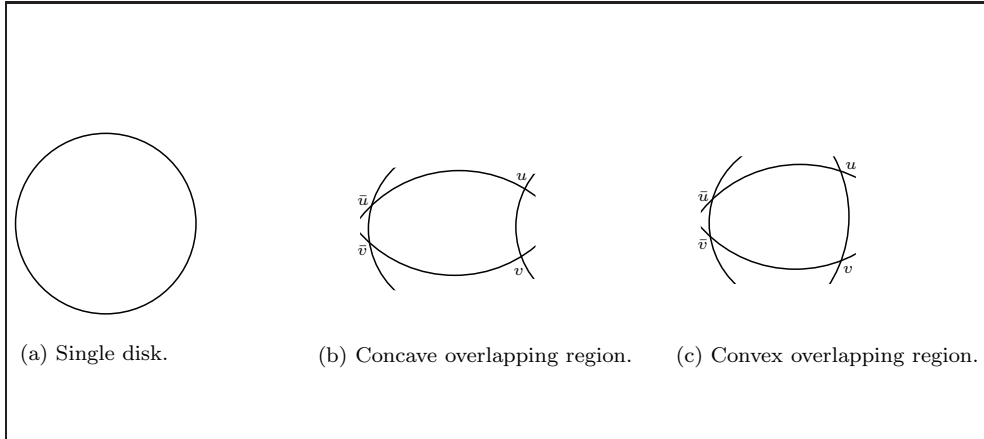 ū
u
v̄
v
ū
u
v̄
v
(a) Single disk.
(b) Concave overlapping region.
(c) Convex overlapping region.